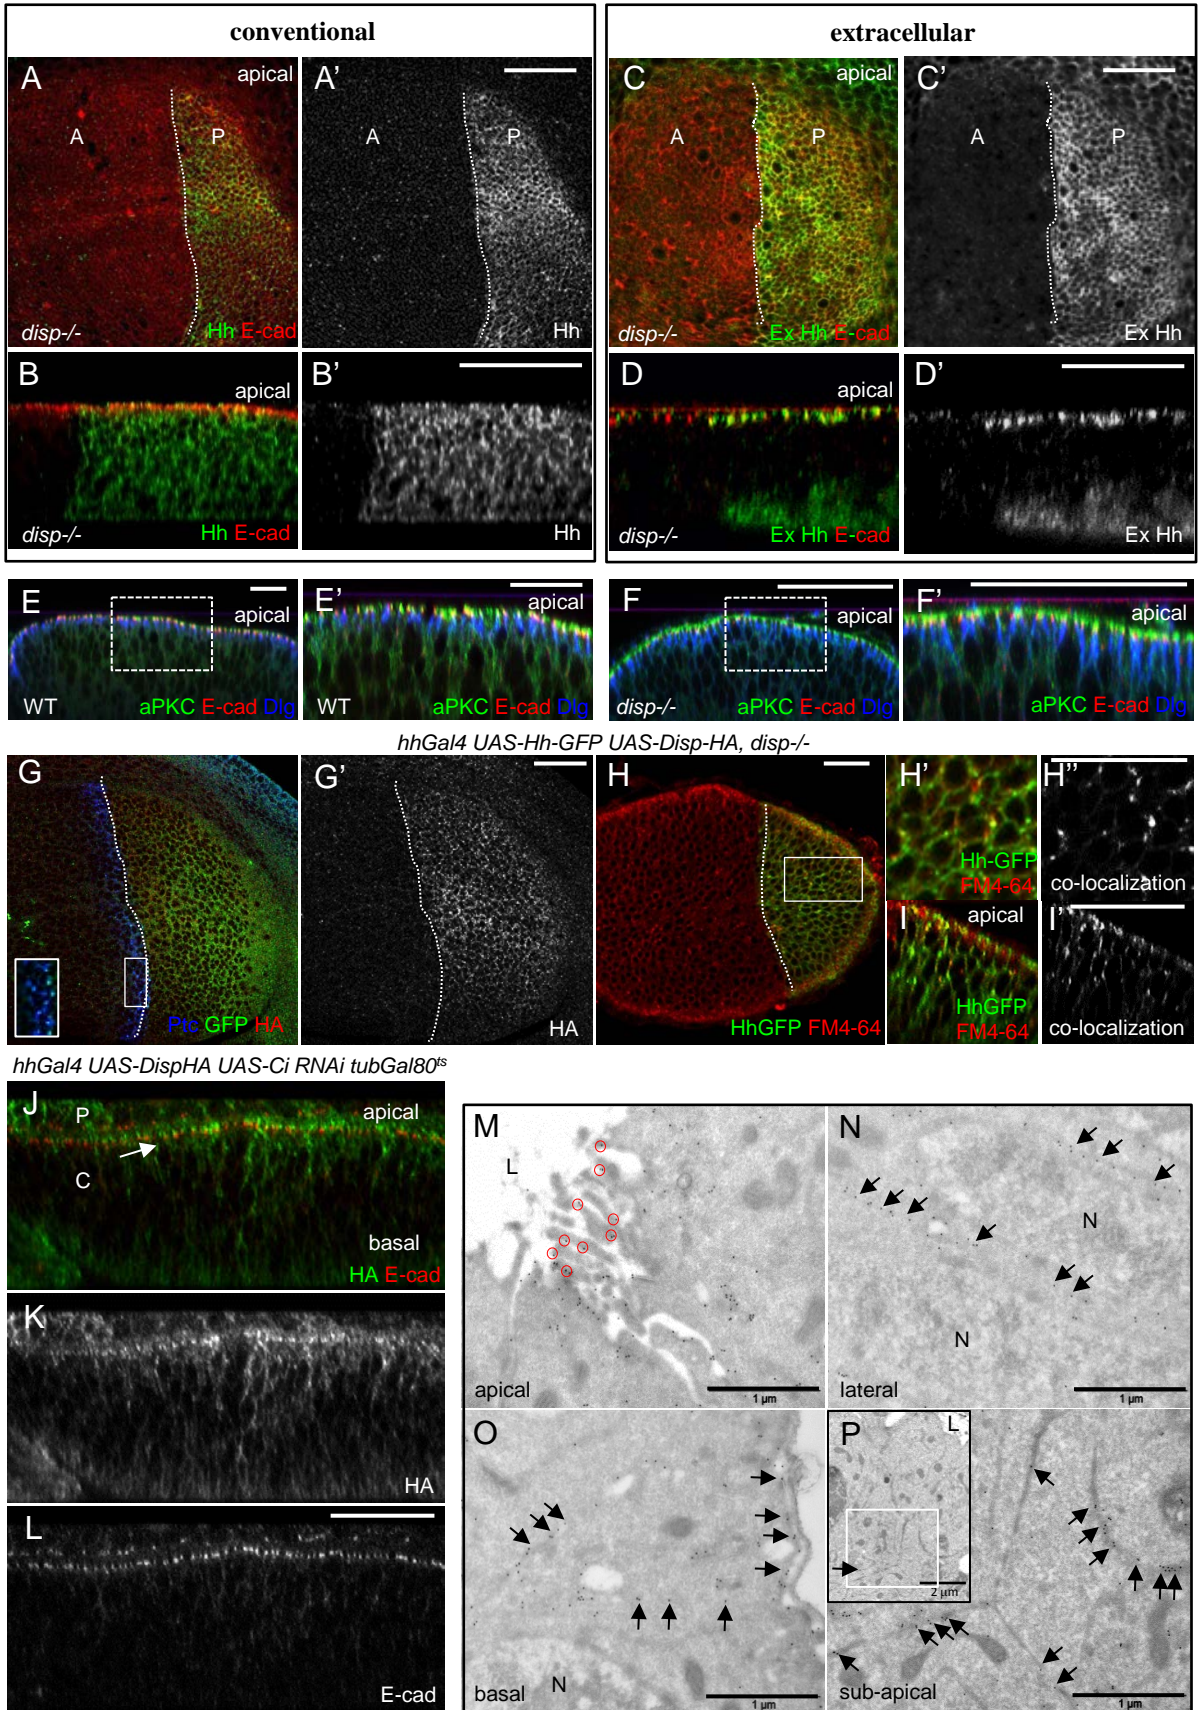 conventional
extracellular
A apical
A P
disp-/- Hh E-cad
A'
A P
Hh
C apical
A P
disp-/- Ex Hh E-cad
C'
A P
Ex Hh
B apical
disp-/- Hh E-cad
B'
Hh
D apical
disp-/- Ex Hh E-cad
D'
Ex Hh
E apical
WT aPKC E-cad Dlg
E' apical
WT aPKC E-cad Dlg
F apical
disp-/- aPKC E-cad Dlg
F' apical
aPKC E-cad Dlg
hhGal4 UAS-Hh-GFP UAS-Disp-HA, disp-/-
G
Ptc GFP HA
G'
HA
H
HhGFP FM4-64
H'
Hh-GFP
FM4-64
H''
co-localization
I apical
HhGFP
FM4-64
I'
co-localization
hhGal4 UAS-DispHA UAS-Ci RNAi tubGal80ts
J
P apical
C
basal
HA E-cad
K
HA
L
E-cad
M
L
apical 1 µm
N
N
N
lateral 1 µm
O
N
basal 1 µm
P
L
2 µm
sub-apical 1 µm